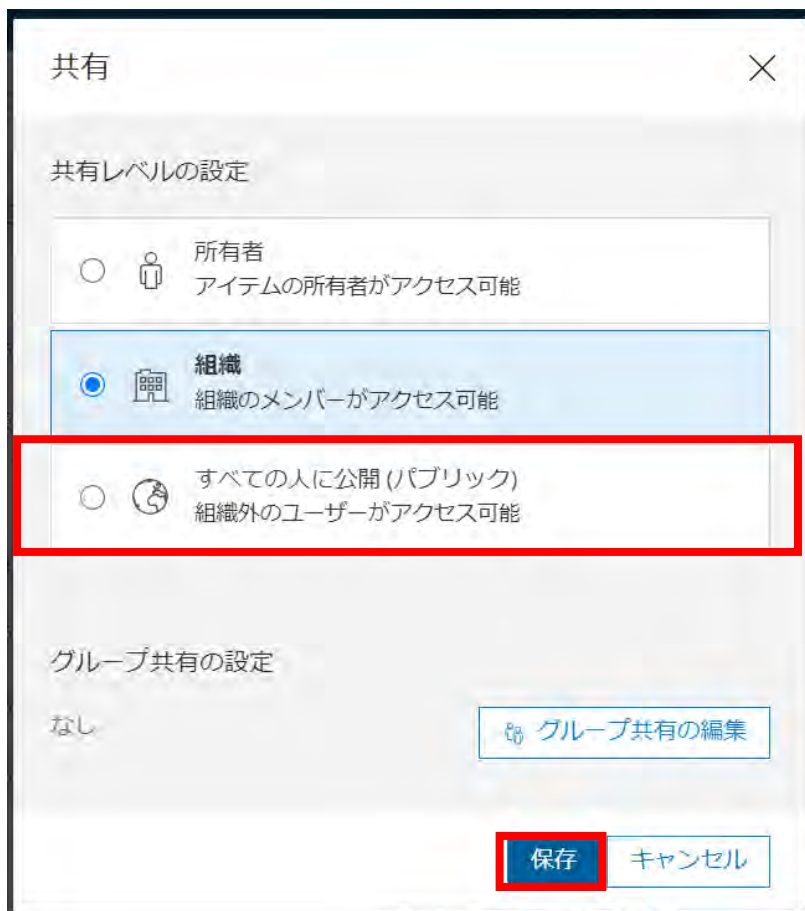 共有
共有レベルの設定
所有者
アイテムの所有者がアクセス可能
組織
組織のメンバーがアクセス可能
すべての人に公開 (パブリック)
組織外のユーザーがアクセス可能
グループ共有の設定
なし
グループ共有の編集
保存
キャンセル